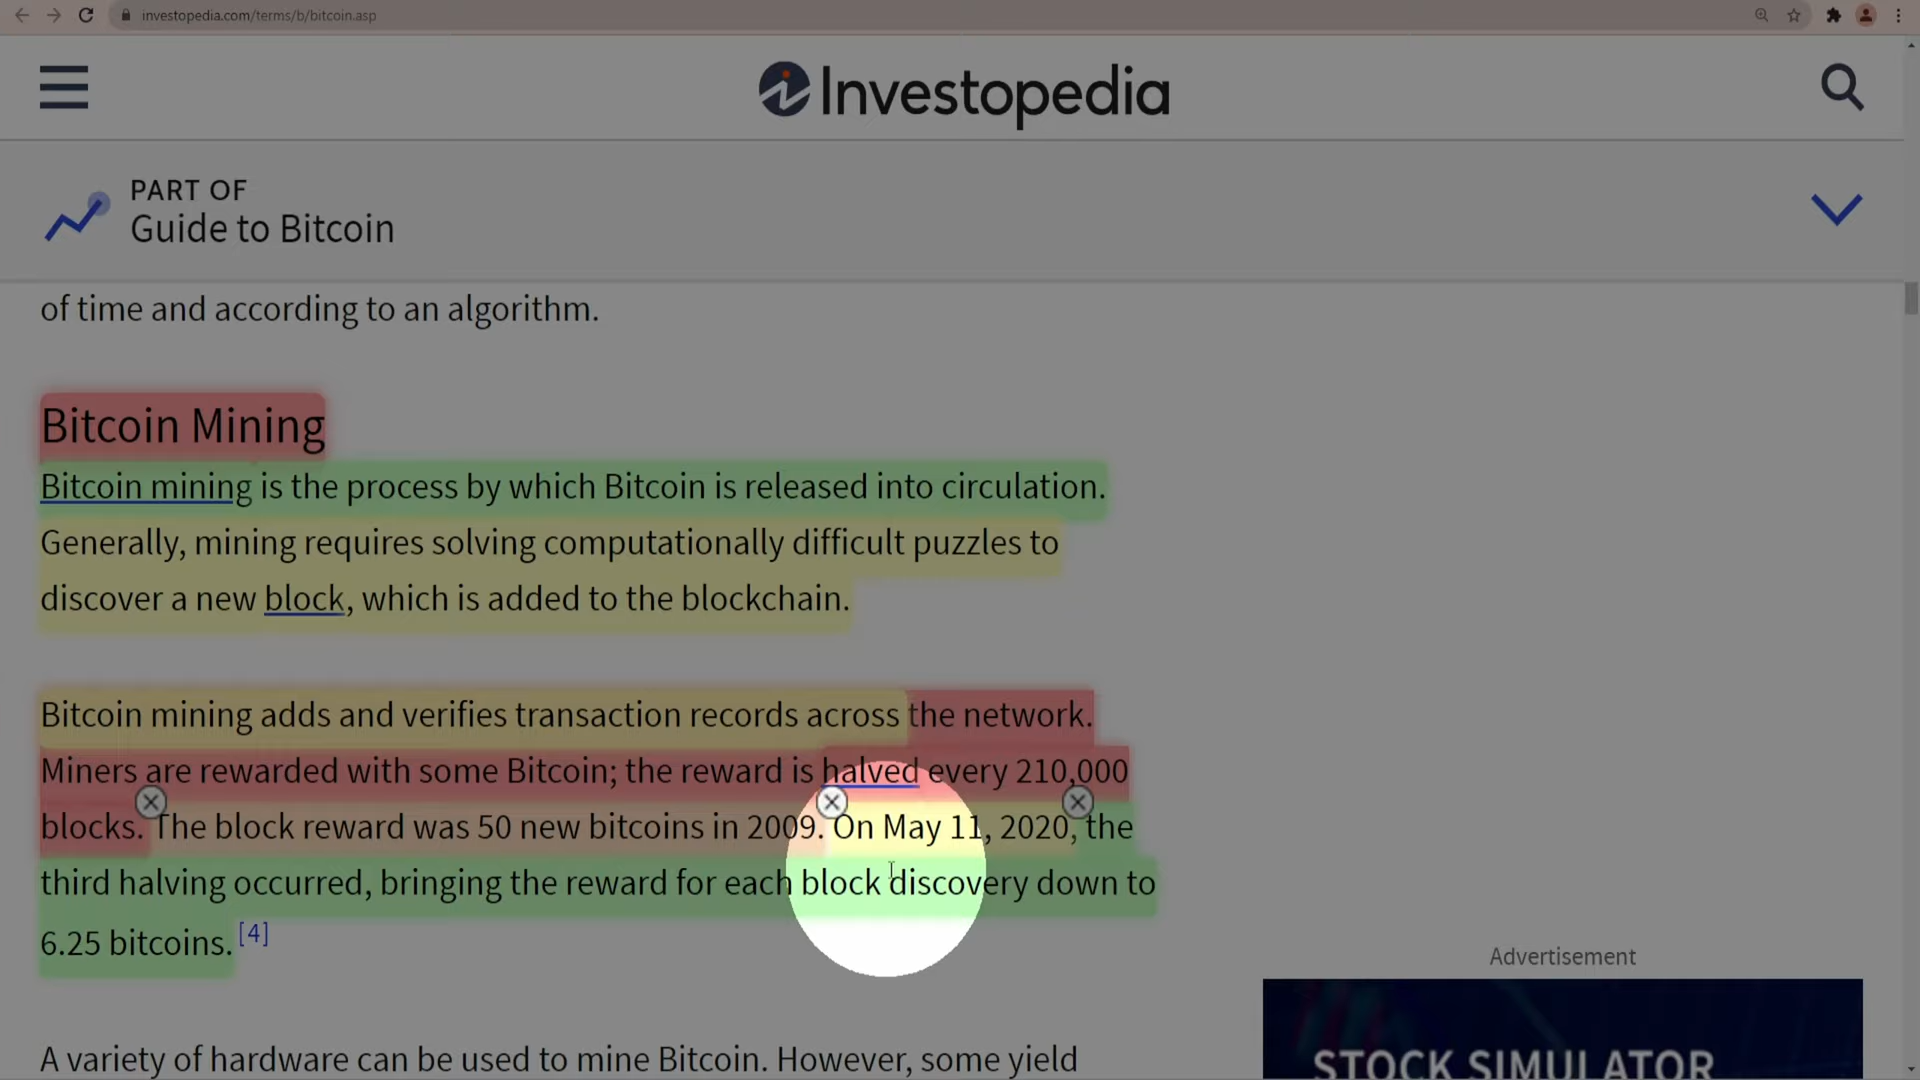 investopedia.com/terms/b/bitcoin.asp
Investopedia
PART OF
Guide to Bitcoin
of time and according to an algorithm.
Bitcoin Mining
Bitcoin mining is the process by which Bitcoin is released into circulation.
Generally, mining requires solving computationally difficult puzzles to
discover a new block, which is added to the blockchain.
Bitcoin mining adds and verifies transaction records across the network.
Miners are rewarded with some Bitcoin; the reward is halved every 210,000
blocks. The block reward was 50 new bitcoins in 2009. On May 11, 2020, the
third halving occurred, bringing the reward for each block discovery down to
6.25 bitcoins. [4]
Advertisement
A variety of hardware can be used to mine Bitcoin. However, some yield
STOCK SIMULATOR